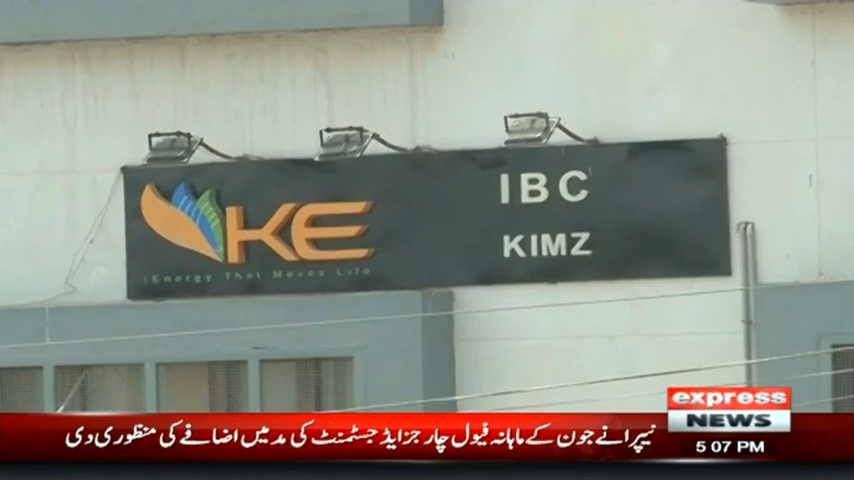 KE
Energy That Moves Life
IBC
KIMZ
express
NEWS
نیپرا نے جون کے ماہانہ فیول چارجز ایڈجسٹمنٹ کی مد میں اضافے کی منظوری دی
5:07 PM